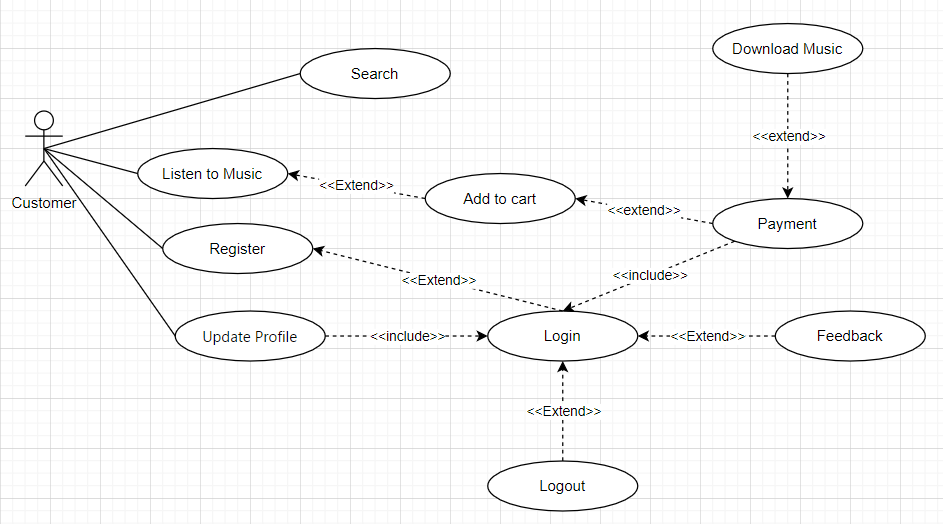 Download Music
Search
<<extend>>
Listen to Music
<<Extend>>
Add to cart
Customer
<<extend>>
Payment
Register
<<Extend>>
<<include>>
Update Profile
<<include>>
Login
<<Extend>>
Feedback
<<Extend>>
Logout